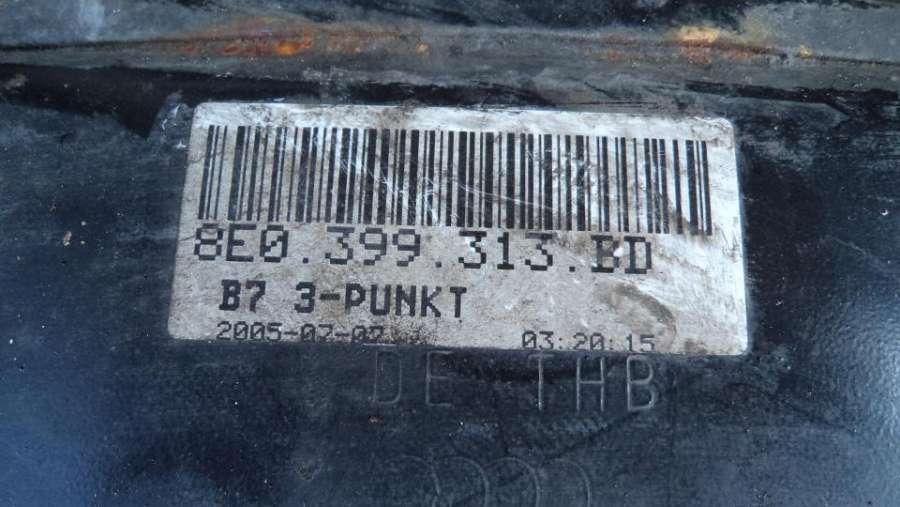 8E0.399.313.BD
B7 3-PUNKT
2005-07-07 03:20:15
DE THB